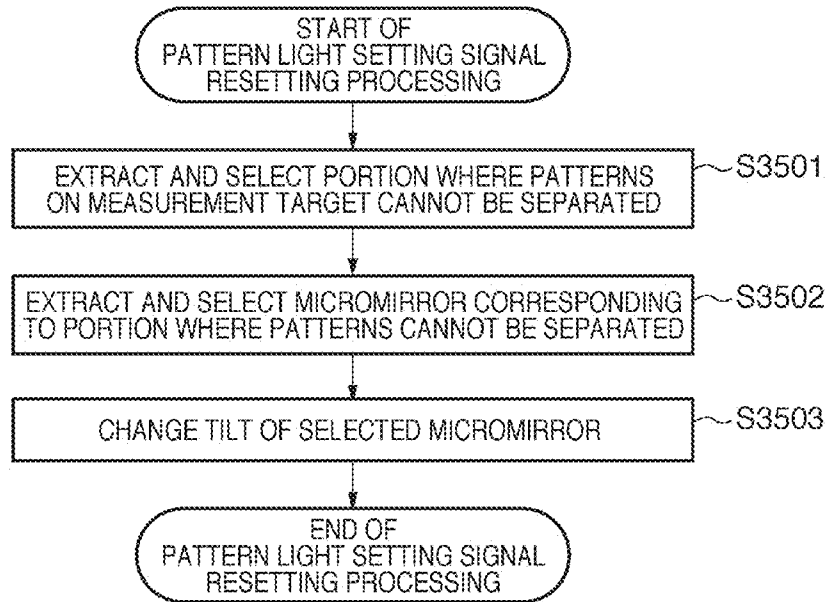 START OF
PATTERN LIGHT SETTING SIGNAL
RESETTING PROCESSING
EXTRACT AND SELECT PORTION WHERE PATTERNS
ON MEASUREMENT TARGET CANNOT BE SEPARATED
S3501
EXTRACT AND SELECT MICROMIRROR CORRESPONDING
TO PORTION WHERE PATTERNS CANNOT BE SEPARATED
S3502
CHANGE TILT OF SELECTED MICROMIRROR
S3503
END OF
PATTERN LIGHT SETTING SIGNAL
RESETTING PROCESSING